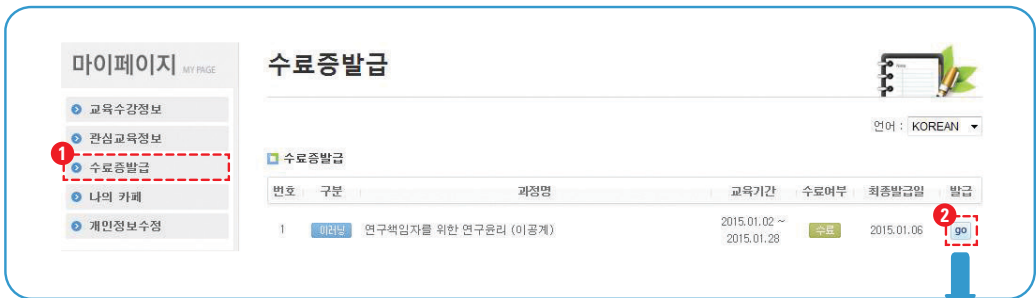 마이페이지 MY PAGE
교육수강정보
관심교육정보
1
수료증발급
나의 카페
개인정보수정
수료증발급
언어 : KOREAN
수료증발급
번호 구분 과정명 교육기간 수료여부 최종발급일 발급
1 이러닝 연구책임자를 위한 연구윤리 (이공계) 2015.01.02 ~ 2015.01.28 수료 2015.01.06 go
2